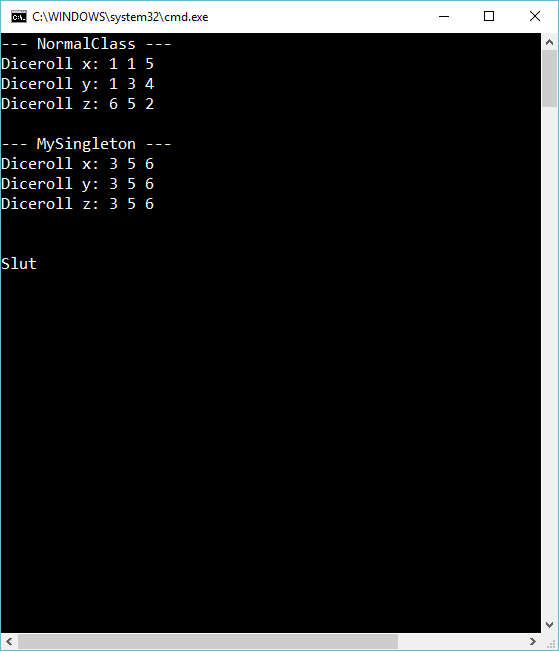 C:\WINDOWS\system32\cmd.exe
--- NormalClass ---
Diceroll x: 1 1 5
Diceroll y: 1 3 4
Diceroll z: 6 5 2
--- MySingleton ---
Diceroll x: 3 5 6
Diceroll y: 3 5 6
Diceroll z: 3 5 6
Slut